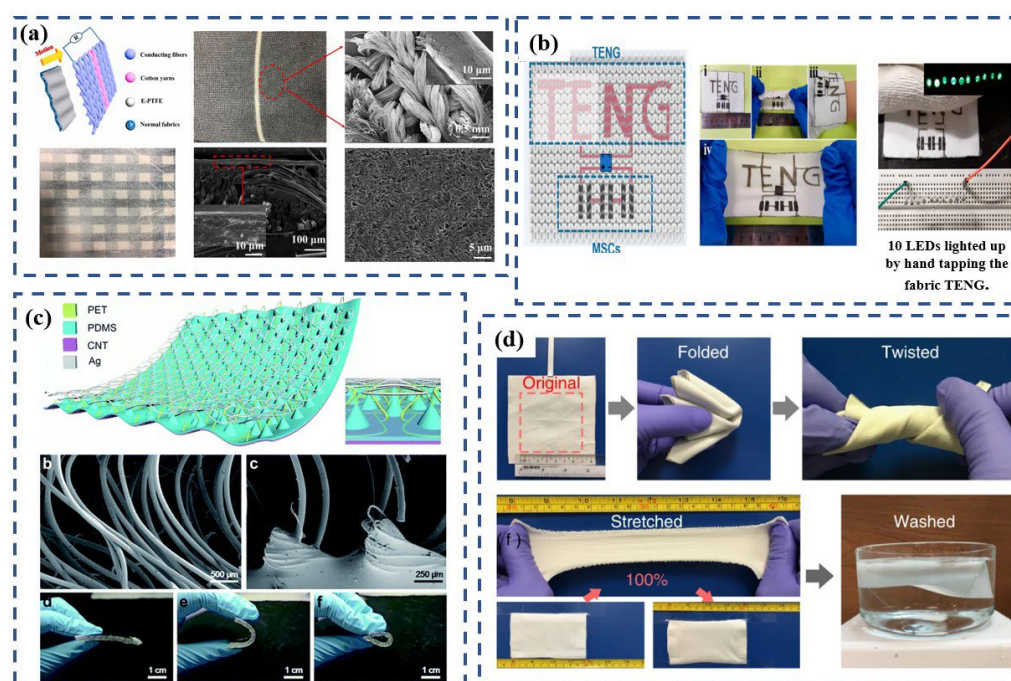 (a)
Motion
R
Conducting fibers
Cotton yarns
E-PTFE
Normal fabrics
10 μm
0.5 mm
10 μm
100 μm
5 μm
(b)
TENG
TENG
MSCs
i
ii
iii
iv
TENG
TENG
10 LEDs lighted up
by hand tapping the
fabric TENG.
(c)
PET
PDMS
CNT
Ag
b
c
500 μm
250 μm
d
e
f
1 cm
1 cm
1 cm
(d)
Original
Folded
Twisted
Stretched
(f)
100%
Washed